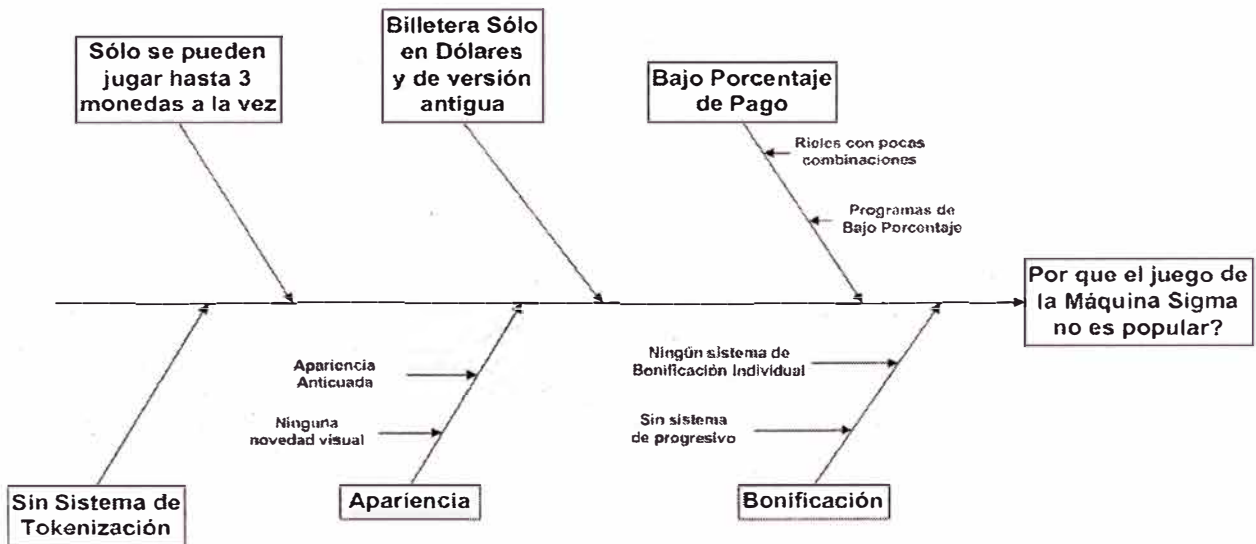 Sólo se pueden
jugar hasta 3
monedas a la vez
Billetera Sólo
en Dólares
y de versión
antigua
Bajo Porcentaje
de Pago
Rieles con pocas
combinaciones
Programas de
Bajo Porcentaje
Por que el juego de
la Máquina Sigma
no es popular?
Apariencia
Anticuada
Ninguna
novedad visual
Ningún sistema de
Bonificación Individual
Sin sistema
de progresivo
Sin Sistema de
Tokenización
Apariencia
Bonificación